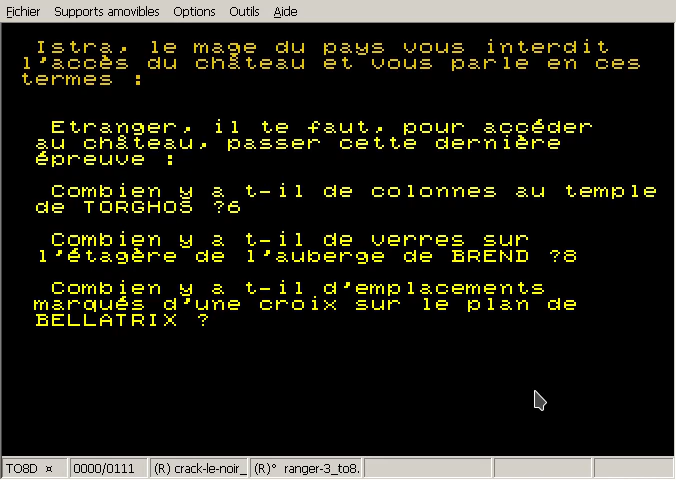 Fichier Supports amovibles Options Outils Aide
Istra, le mage du pays vous interdit
l'accès du château et vous parle en ces
termes :
Etranger, il te faut, pour accéder
au château, passer cette dernière
épreuve :
Combien y a t-il de colonnes au temple
de TORGHOS ?6
Combien y a t-il de verres sur
l'étagère de l'auberge de BREND ?8
Combien y a t-il d'emplacements
marqués d'une croix sur le plan de
BELLATRIX ?
TO8D ¤ 0000/0111 (R) crack-le-noir_ (R)° ranger-3_to8.